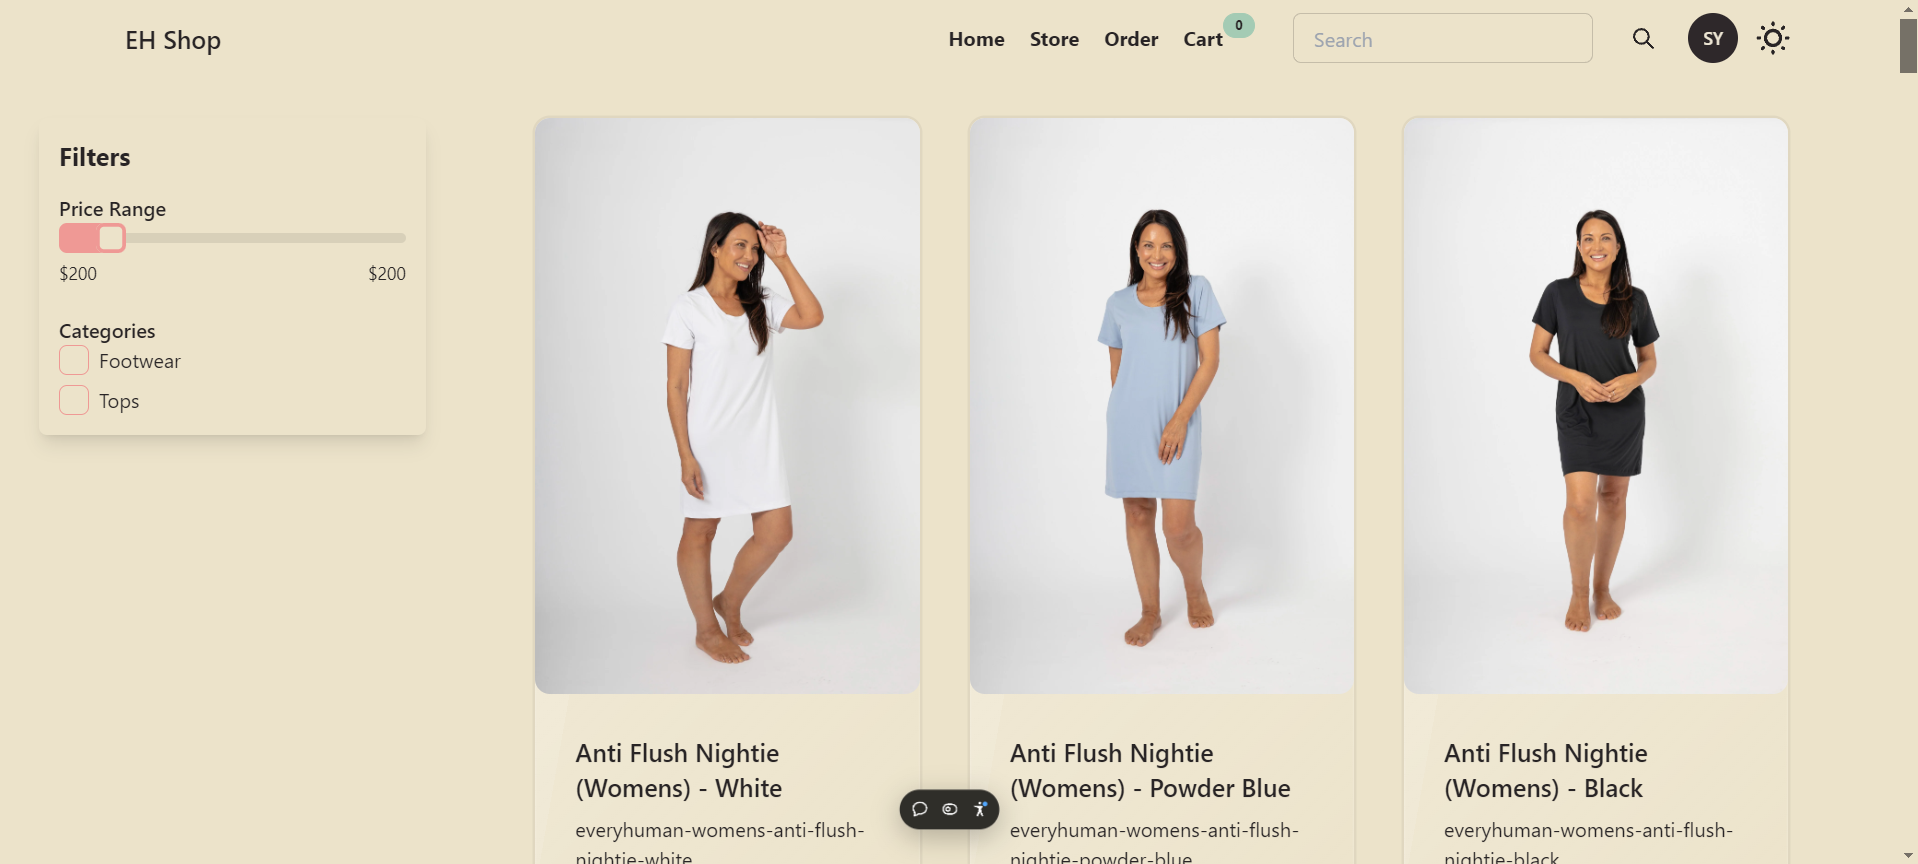 EH Shop
Home
Store
Order
Cart
0
Search
SY
Filters
Price Range
$200
$200
Categories
Footwear
Tops
Anti Flush Nightie
(Womens) - White
everyhuman-womens-anti-flush-
nightie-white
Anti Flush Nightie
(Womens) - Powder Blue
everyhuman-womens-anti-flush-
nightie-powder-blue
Anti Flush Nightie
(Womens) - Black
everyhuman-womens-anti-flush-
nightie-black